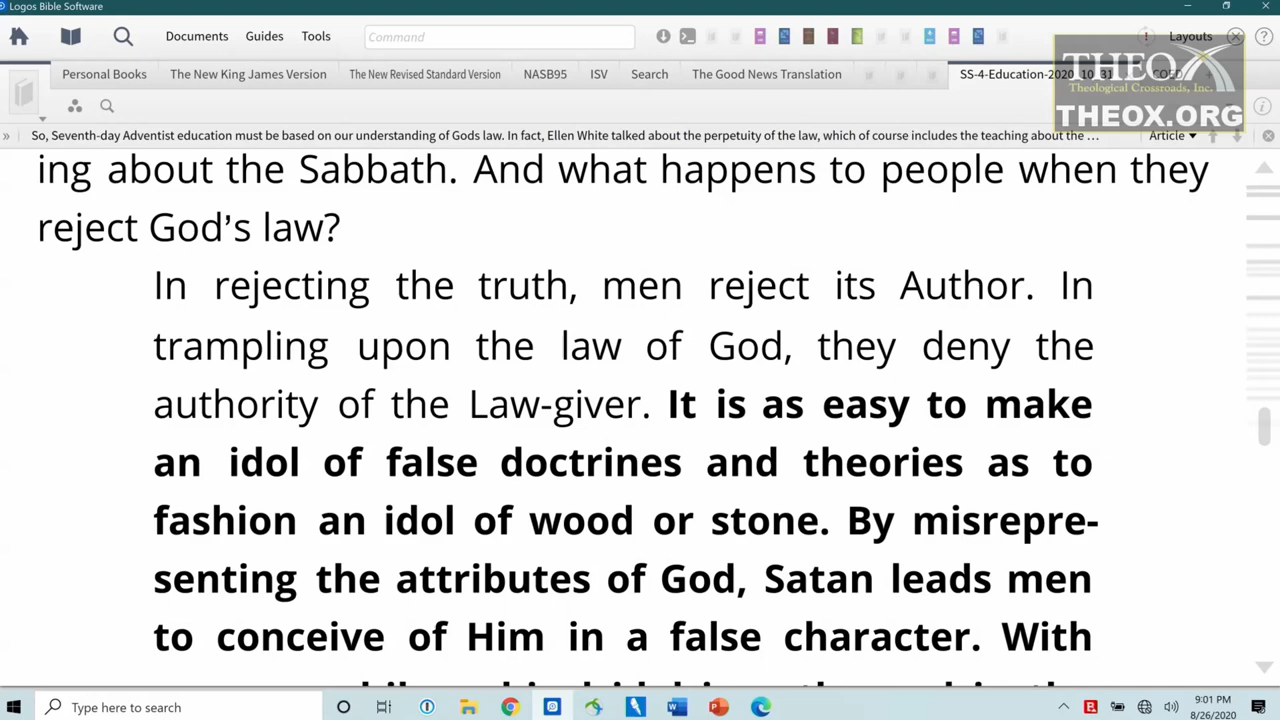 Logos Bible Software
Documents Guides Tools Command Layouts
THEOX
Theological Crossroads, Inc.
THEOX.ORG
Personal Books The New King James Version The New Revised Standard Version NASB95 ISV Search The Good News Translation SS-4-Education-2020_10_31
» So, Seventh-day Adventist education must be based on our understanding of Gods law. In fact, Ellen White talked about the perpetuity of the law, which of course includes the teaching about the ... Article
ing about the Sabbath. And what happens to people when they
reject God’s law?
In rejecting the truth, men reject its Author. In
trampling upon the law of God, they deny the
authority of the Law-giver. It is as easy to make
an idol of false doctrines and theories as to
fashion an idol of wood or stone. By misrepre-
senting the attributes of God, Satan leads men
to conceive of Him in a false character. With
Type here to search
9:01 PM
8/26/2020